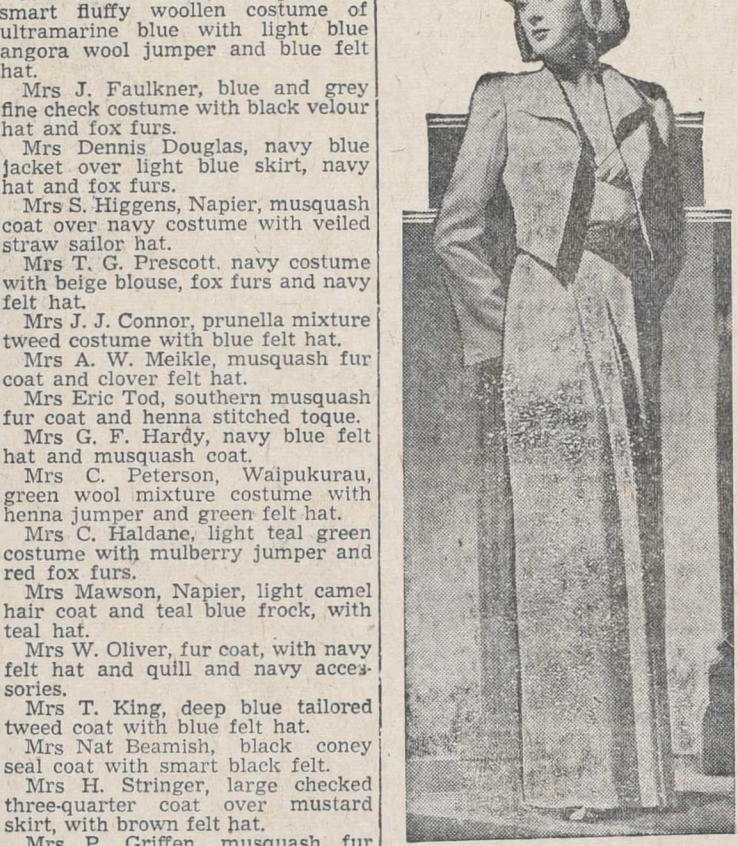 smart fluffy woollen costume of
ultramarine blue with light blue
angora wool jumper and blue felt
hat.
Mrs J. Faulkner, blue and grey
fine check costume with black velour
hat and fox furs.
Mrs Dennis Douglas, navy blue
jacket over light blue skirt, navy
hat and fox furs.
Mrs S. Higgens, Napier, musquash
coat over navy costume with veiled
straw sailor hat.
Mrs T. G. Prescott. navy costume
with beige blouse, fox furs and navy
felt hat.
Mrs J. J. Connor, prunella mixture
tweed costume with blue felt hat.
Mrs A. W. Meikle, musquash fur
coat and clover felt hat.
Mrs Eric Tod, southern musquash
fur coat and henna stitched toque.
Mrs G. F. Hardy, navy blue felt
hat and musquash coat.
Mrs C. Peterson, Waipukurau,
green wool mixture costume with
henna jumper and green felt hat.
Mrs C. Haldane, light teal green
costume with mulberry jumper and
red fox furs.
Mrs Mawson, Napier, light camel
hair coat and teal blue frock, with
teal hat.
Mrs W. Oliver, fur coat, with navy
felt hat and quill and navy acces-
sories.
Mrs T. King, deep blue tailored
tweed coat with blue felt hat.
Mrs Nat Beamish, black coney
seal coat with smart black felt.
Mrs H. Stringer, large checked
three-quarter coat over mustard
skirt, with brown felt hat.
Mrs P. Griffen, musquash fur